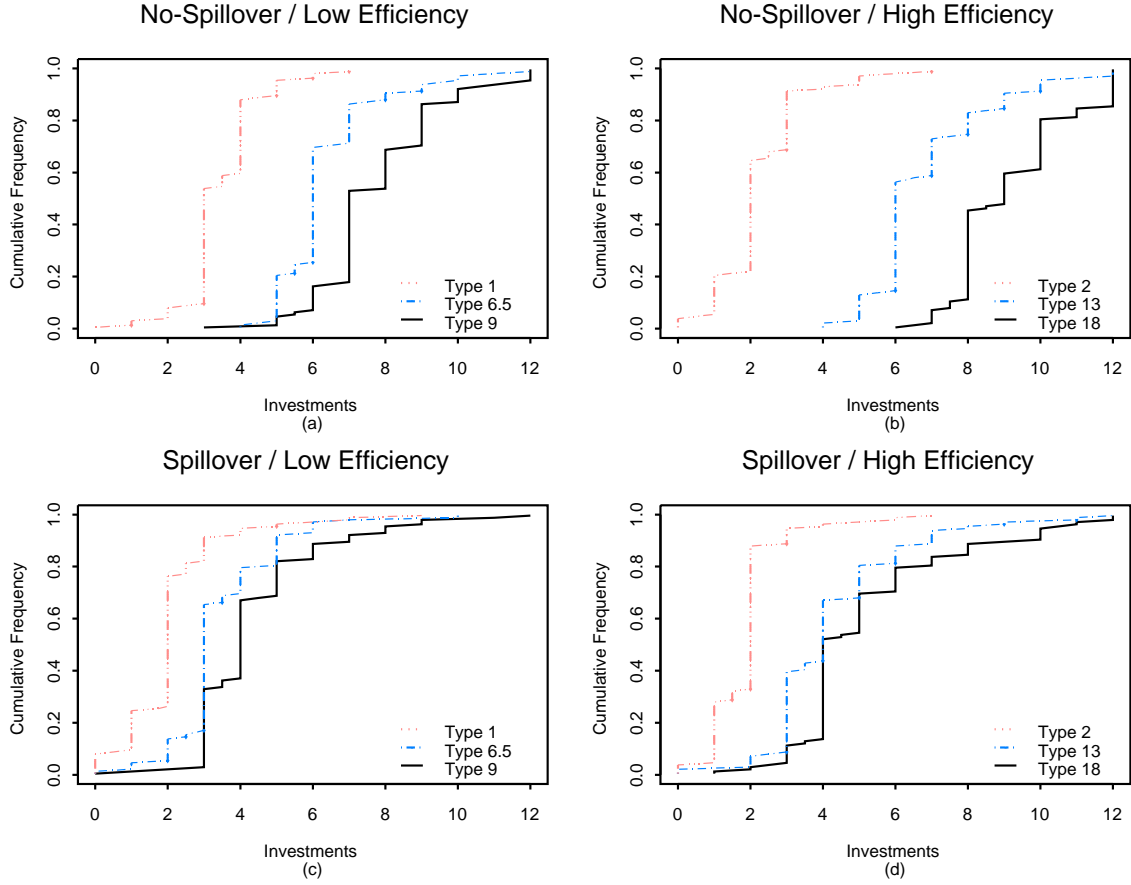 No-Spillover / Low Efficiency
Cumulative Frequency
1.0
0.8
0.6
0.4
0.2
0.0
Type 1
Type 6.5
Type 9
0 2 4 6 8 10 12
Investments
(a)
No-Spillover / High Efficiency
Cumulative Frequency
1.0
0.8
0.6
0.4
0.2
0.0
Type 2
Type 13
Type 18
0 2 4 6 8 10 12
Investments
(b)
Spillover / Low Efficiency
Cumulative Frequency
1.0
0.8
0.6
0.4
0.2
0.0
Type 1
Type 6.5
Type 9
0 2 4 6 8 10 12
Investments
(c)
Spillover / High Efficiency
Cumulative Frequency
1.0
0.8
0.6
0.4
0.2
0.0
Type 2
Type 13
Type 18
0 2 4 6 8 10 12
Investments
(d)